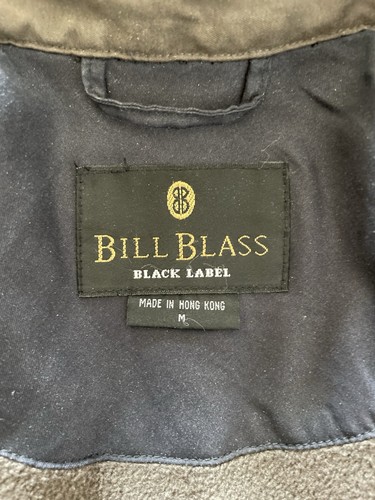 BILL BLASS
BLACK LABEL
MADE IN HONG KONG
M